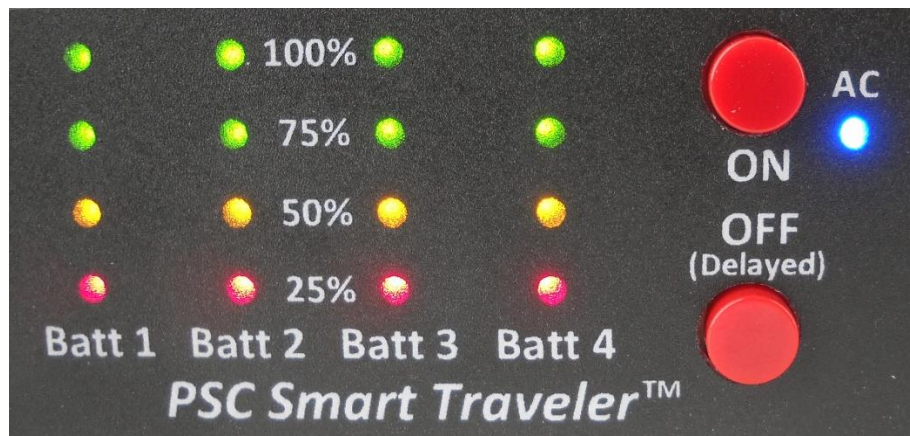 100%
75%
50%
25%
Batt 1 Batt 2 Batt 3 Batt 4
PSC Smart Traveler™
AC
ON
OFF
(Delayed)